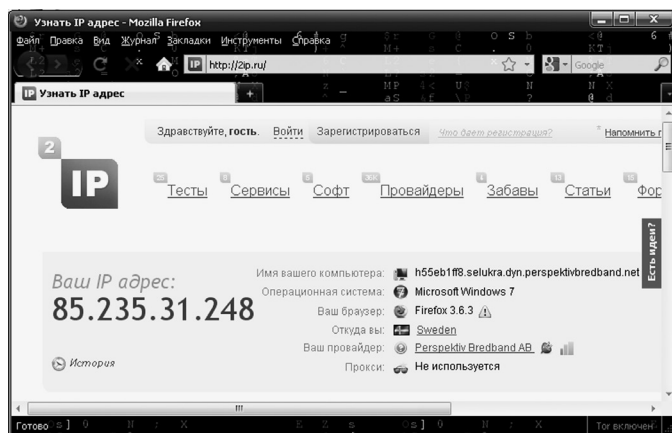 Узнать IP адрес - Mozilla Firefox
Файл Правка Вид Журнал Закладки Инструменты Справка
IP http://2ip.ru/ Google
IP Узнать IP адрес +
Здравствуйте, гость. Войти Зарегистрироваться Что дает регистрация? Напомнить
2
IP
Тесты Сервисы Софт Провайдеры Забавы Статьи Фор
Есть идеи?
Ваш IP адрес:
85.235.31.248
История
Имя вашего компьютера: h55eb1ff8.selukra.dyn.perspektivbredband.net
Операционная система: Microsoft Windows 7
Ваш браузер: Firefox 3.6.3
Откуда вы: Sweden
Ваш провайдер: Perspektiv Bredband AB
Прокси: Не используется
Готово Tor включен